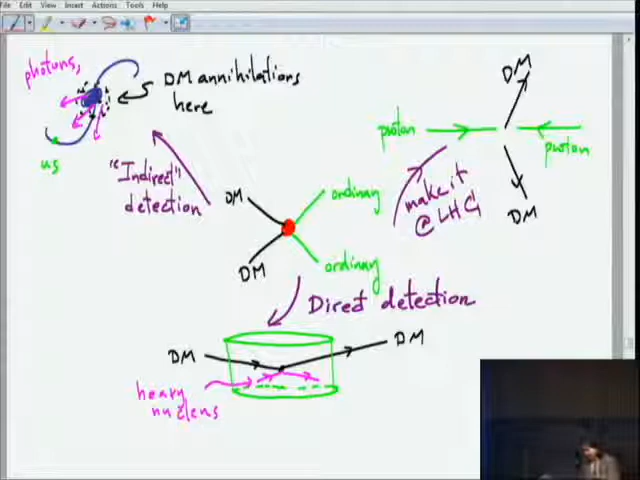 File Edit View Insert Actions Tools Help
photons,
DM annihilations
here
us
"Indirect"
detection
DM
proton
proton
DM
make it
@ LHC!
DM
ordinary
DM
ordinary
Direct detection
DM
DM
heavy
nucleus